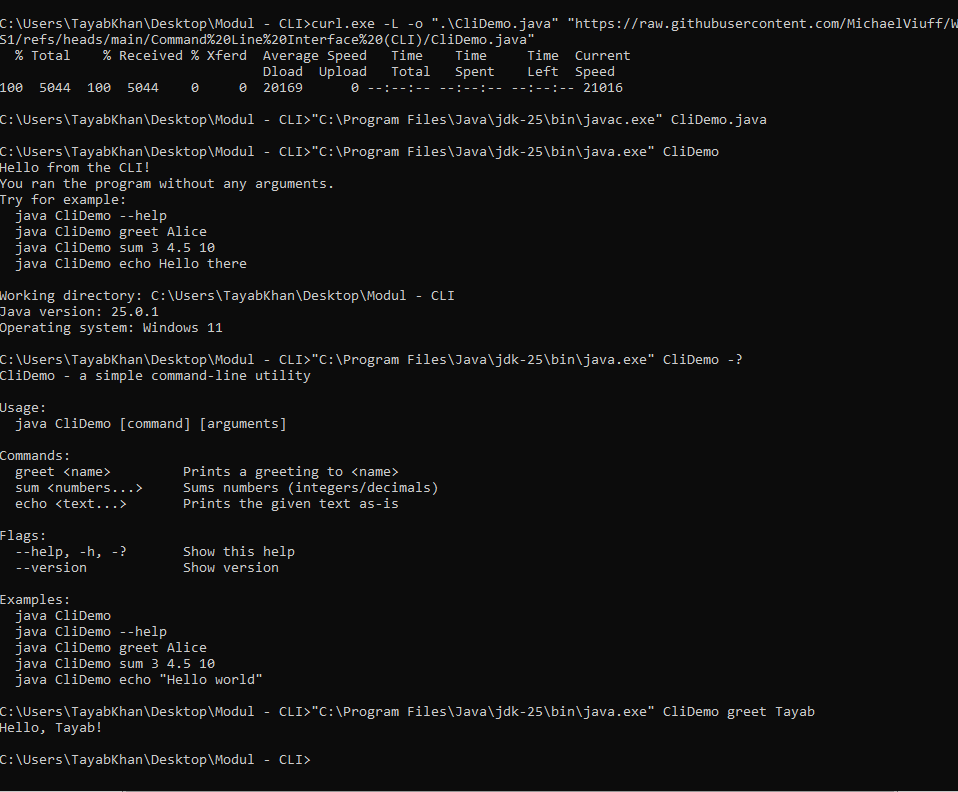 C:\Users\TayabKhan\Desktop\Modul - CLI>curl.exe -L -o ".\CliDemo.java" "https://raw.githubusercontent.com/MichaelViuff/W
S1/refs/heads/main/Command%20Line%20Interface%20(CLI)/CliDemo.java"
% Total % Received % Xferd Average Speed Time Time Time Current
Dload Upload Total Spent Left Speed
100 5044 100 5044 0 0 20169 0 --:--:-- --:--:-- --:--:-- 21016
C:\Users\TayabKhan\Desktop\Modul - CLI>"C:\Program Files\Java\jdk-25\bin\javac.exe" CliDemo.java
C:\Users\TayabKhan\Desktop\Modul - CLI>"C:\Program Files\Java\jdk-25\bin\java.exe" CliDemo
Hello from the CLI!
You ran the program without any arguments.
Try for example:
java CliDemo --help
java CliDemo greet Alice
java CliDemo sum 3 4.5 10
java CliDemo echo Hello there
Working directory: C:\Users\TayabKhan\Desktop\Modul - CLI
Java version: 25.0.1
Operating system: Windows 11
C:\Users\TayabKhan\Desktop\Modul - CLI>"C:\Program Files\Java\jdk-25\bin\java.exe" CliDemo -?
CliDemo - a simple command-line utility
Usage:
java CliDemo [command] [arguments]
Commands:
greet <name> Prints a greeting to <name>
sum <numbers...> Sums numbers (integers/decimals)
echo <text...> Prints the given text as-is
Flags:
--help, -h, -? Show this help
--version Show version
Examples:
java CliDemo
java CliDemo --help
java CliDemo greet Alice
java CliDemo sum 3 4.5 10
java CliDemo echo "Hello world"
C:\Users\TayabKhan\Desktop\Modul - CLI>"C:\Program Files\Java\jdk-25\bin\java.exe" CliDemo greet Tayab
Hello, Tayab!
C:\Users\TayabKhan\Desktop\Modul - CLI>